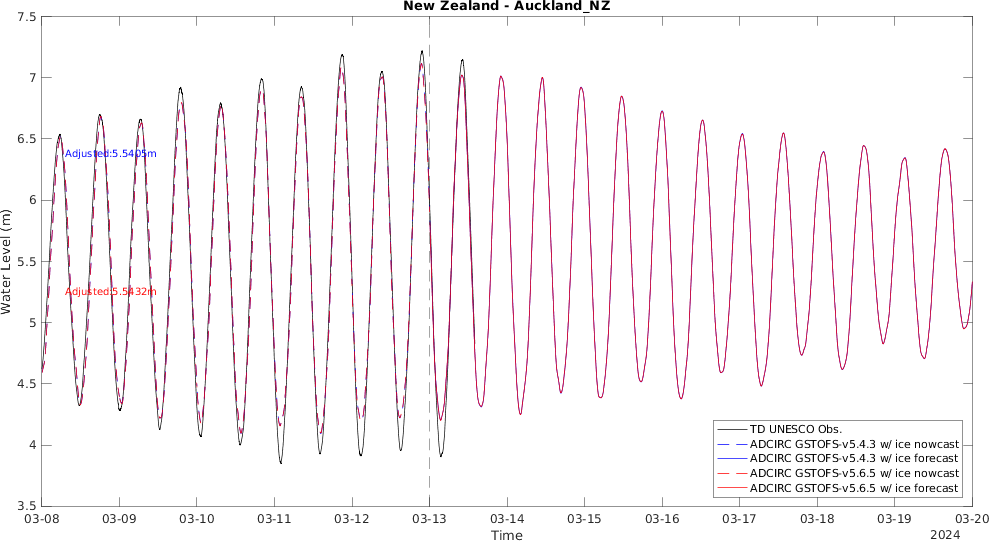 New Zealand - Auckland_NZ
7.5
7
6.5
6
5.5
5
4.5
4
3.5
Water Level (m)
Adjusted:5.5405m
Adjusted:5.5432m
TD UNESCO Obs.
ADCIRC GSTOFS-v5.4.3 w/ ice nowcast
ADCIRC GSTOFS-v5.4.3 w/ ice forecast
ADCIRC GSTOFS-v5.6.5 w/ ice nowcast
ADCIRC GSTOFS-v5.6.5 w/ ice forecast
03-08 03-09 03-10 03-11 03-12 03-13 03-14 03-15 03-16 03-17 03-18 03-19 03-20
Time
2024